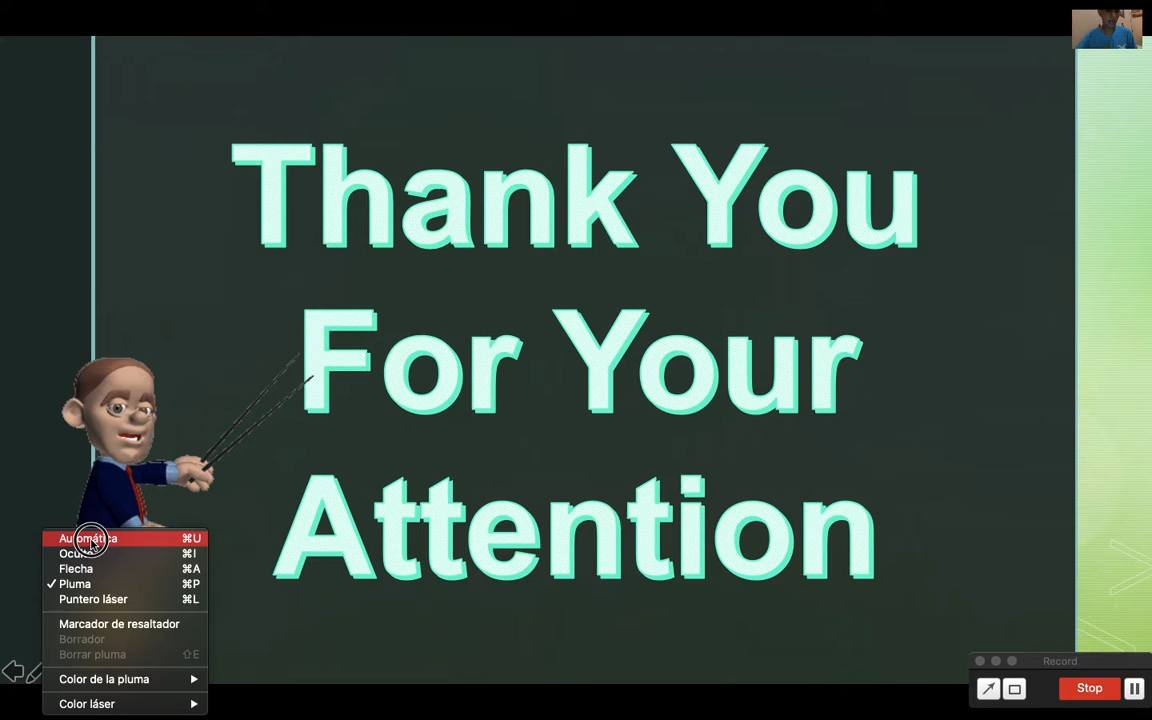 Thank You
For Your
Attention
Automática ⌘U
Ocultar ⌘I
Flecha ⌘A
✓ Pluma ⌘P
Puntero láser ⌘L
Marcador de resaltador
Borrador
Borrar pluma ⇧E
Color de la pluma ▶
Color láser ▶
Record
Stop